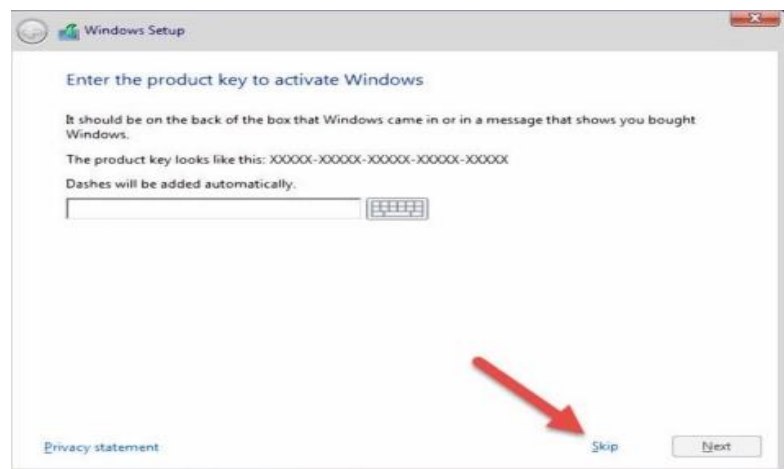 Windows Setup
Enter the product key to activate Windows
It should be on the back of the box that Windows came in or in a message that shows you bought
Windows.
The product key looks like this: XXXXX-XXXXX-XXXXX-XXXXX-XXXXX
Dashes will be added automatically.
Privacy statement
Skip
Next